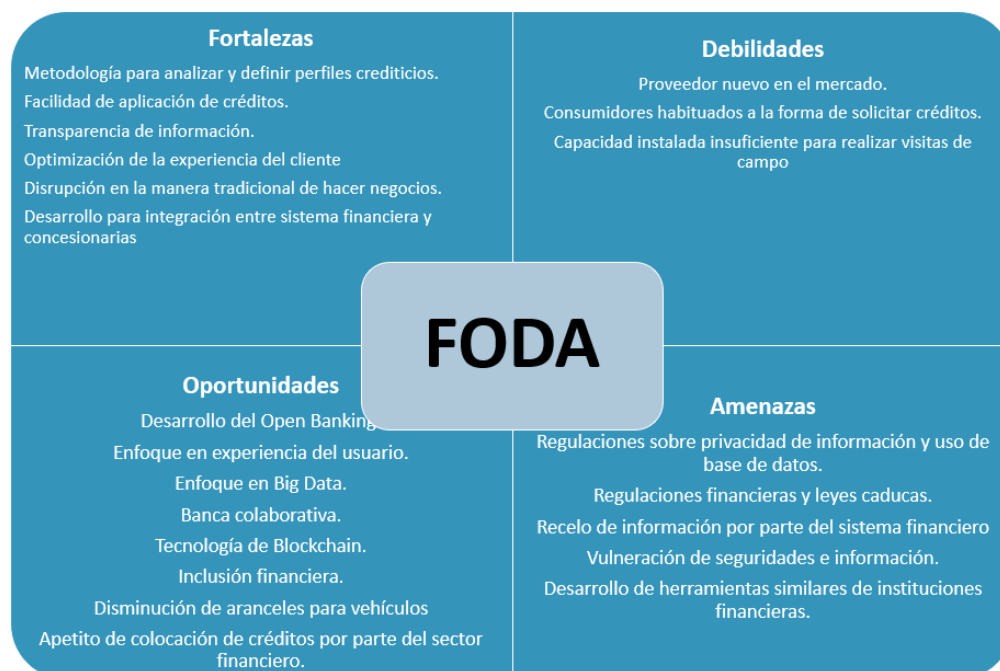 Fortalezas
Metodología para analizar y definir perfiles crediticios.
Facilidad de aplicación de créditos.
Transparencia de información.
Optimización de la experiencia del cliente
Disrupción en la manera tradicional de hacer negocios.
Desarrollo para integración entre sistema financiera y
concesionarias
Debilidades
Proveedor nuevo en el mercado.
Consumidores habituados a la forma de solicitar créditos.
Capacidad instalada insuficiente para realizar visitas de
campo
FODA
Oportunidades
Desarrollo del Open Banking
Enfoque en experiencia del usuario.
Enfoque en Big Data.
Banca colaborativa.
Tecnología de Blockchain.
Inclusión financiera.
Disminución de aranceles para vehículos
Apetito de colocación de créditos por parte del sector
financiero.
Amenazas
Regulaciones sobre privacidad de información y uso de
base de datos.
Regulaciones financieras y leyes caducas.
Recelo de información por parte del sistema financiero
Vulneración de seguridades e información.
Desarrollo de herramientas similares de instituciones
financieras.